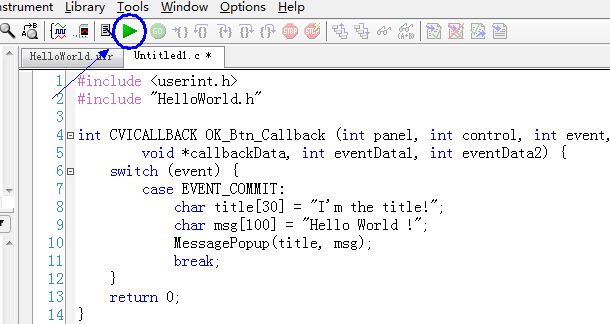 nstrument Library Tools Window Options Help
GO STOP STOP
HelloWorld.uir Untitled1.c *
1 #include <userint.h>
2 #include "HelloWorld.h"
3
4 int CVICALLBACK OK_Btn_Callback (int panel, int control, int event,
5 void *callbackData, int eventData1, int eventData2) {
6 switch (event) {
7 case EVENT_COMMIT:
8 char title[30] = "I'm the title!";
9 char msg[100] = "Hello World !";
10 MessagePopup(title, msg);
11 break;
12 }
13 return 0;
14 }